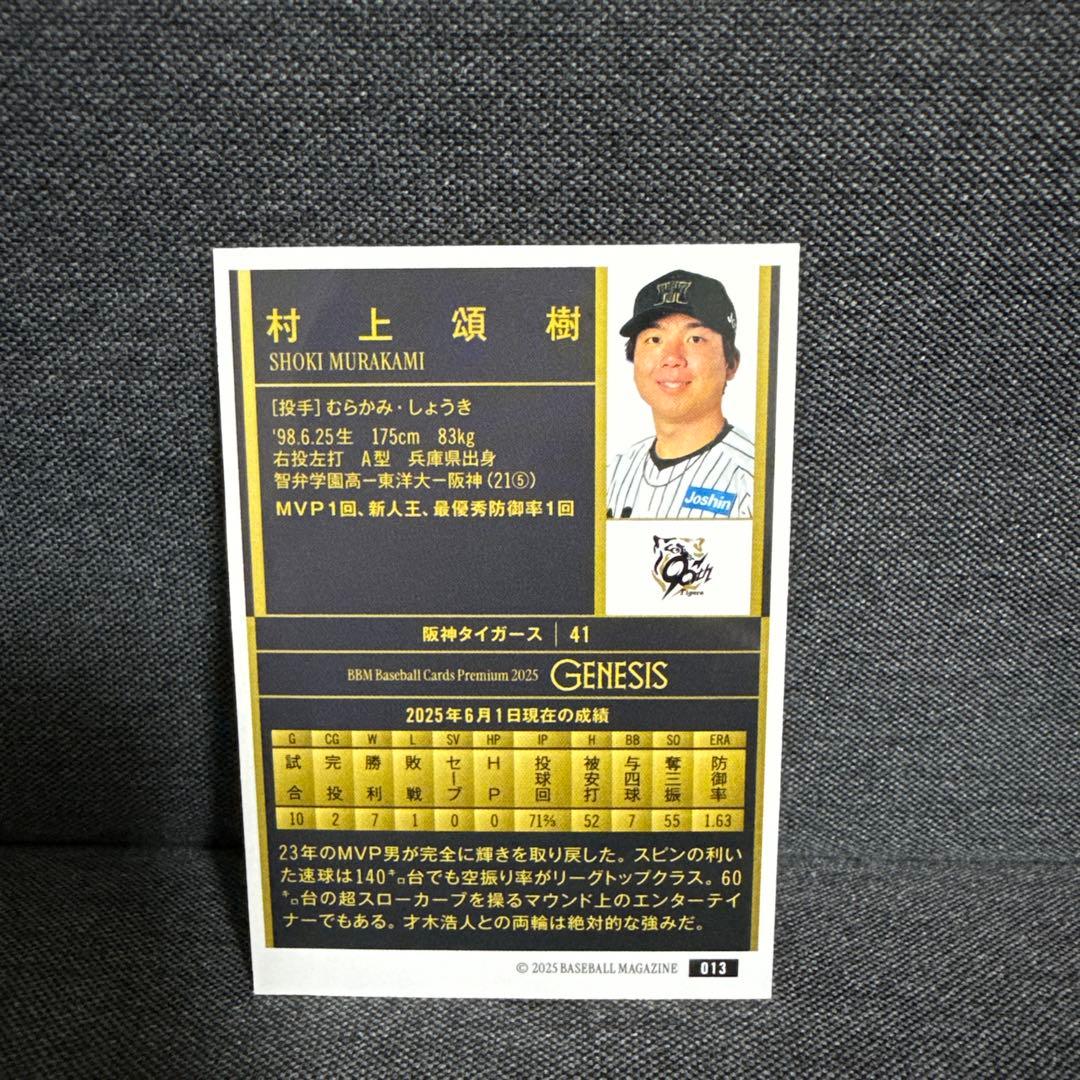 村上頌樹
SHOKI MURAKAMI
[投手]むらかみ・しょうき
'98.6.25生 175cm 83kg
右投左打 A型 兵庫県出身
智弁学園高ー東洋大ー阪神(21⑤)
MVP1回、新人王、最優秀防御率1回
Joshin
90th
Tigers
阪神タイガース | 41
BBM Baseball Cards Premium 2025 GENESIS
2025年6月1日現在の成績
G CG W L SV HP IP H BB SO ERA
試合 完投 勝利 敗戦 セーブ HP 投球回 被安打 与四球 奪三振 防御率
10 2 7 1 0 0 71⅔ 52 7 55 1.63
23年のMVP男が完全に輝きを取り戻した。スピンの利い
た速球は140㌔台でも空振り率がリーグトップクラス。60
㌔台の超スローカーブを操るマウンド上のエンターテイ
ナーでもある。才木浩人との両輪は絶対的な強みだ。
© 2025 BASEBALL MAGAZINE 013